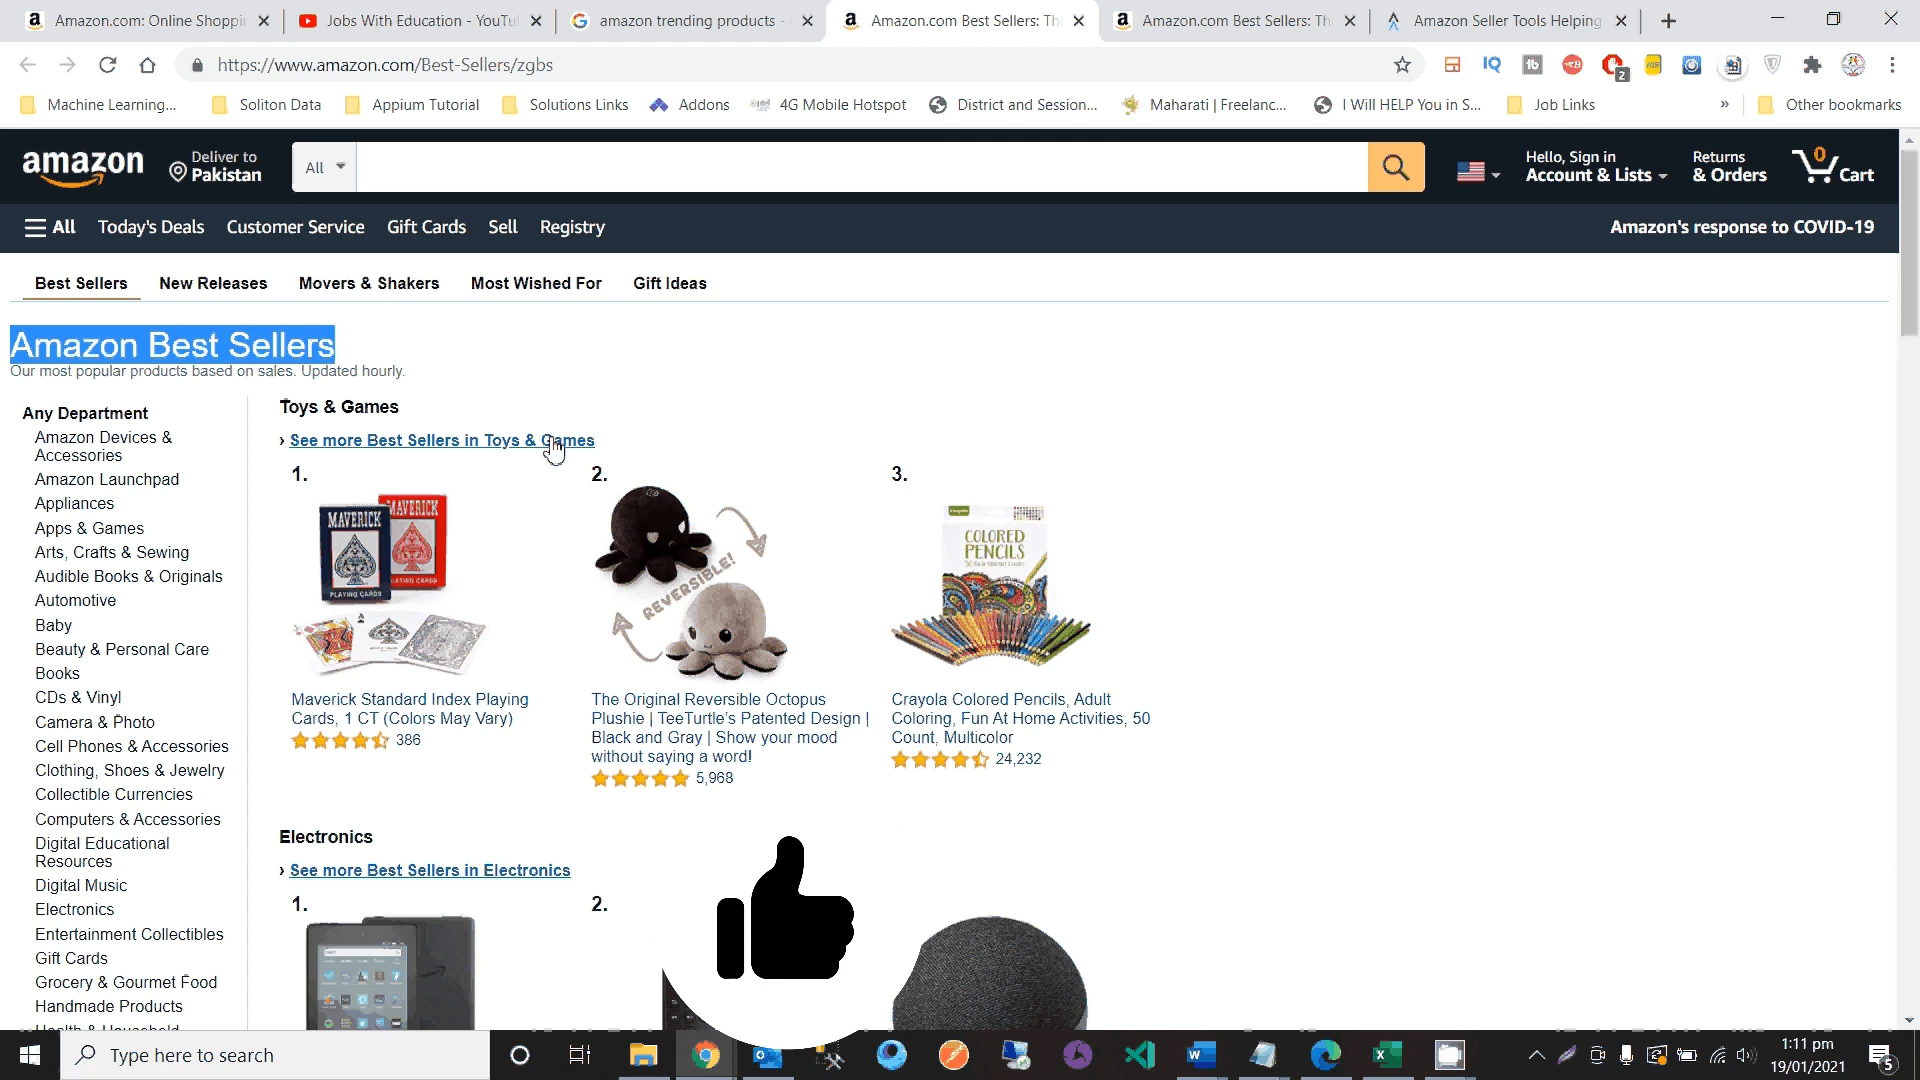 Amazon.com: Online Shoppi
Jobs With Education - YouTu
amazon trending products -
Amazon.com Best Sellers: Th
Amazon.com Best Sellers: Th
Amazon Seller Tools Helping
https://www.amazon.com/Best-Sellers/zgbs
IQ
tb
2
Machine Learning...
Soliton Data
Appium Tutorial
Solutions Links
Addons
4G Mobile Hotspot
District and Session...
Maharati | Freelanc...
I Will HELP You in S...
Job Links
»
Other bookmarks
amazon
Deliver to
Pakistan
All
Hello, Sign in
Account & Lists
Returns
& Orders
0
Cart
All
Today's Deals
Customer Service
Gift Cards
Sell
Registry
Amazon's response to COVID-19
Best Sellers
New Releases
Movers & Shakers
Most Wished For
Gift Ideas
Amazon Best Sellers
Our most popular products based on sales. Updated hourly.
Any Department
Amazon Devices &
Accessories
Amazon Launchpad
Appliances
Apps & Games
Arts, Crafts & Sewing
Audible Books & Originals
Automotive
Baby
Beauty & Personal Care
Books
CDs & Vinyl
Camera & Photo
Cell Phones & Accessories
Clothing, Shoes & Jewelry
Collectible Currencies
Computers & Accessories
Digital Educational
Resources
Digital Music
Electronics
Entertainment Collectibles
Gift Cards
Grocery & Gourmet Food
Handmade Products
Health & Household
Toys & Games
› See more Best Sellers in Toys & Games
1.
MAVERICK
MAVERICK
PLAYING CARDS
PLAYING CARDS
Maverick Standard Index Playing
Cards, 1 CT (Colors May Vary)
386
2.
REVERSIBLE!
The Original Reversible Octopus
Plushie | TeeTurtle's Patented Design |
Black and Gray | Show your mood
without saying a word!
5,968
3.
COLORED
PENCILS
Crayola Colored Pencils, Adult
Coloring, Fun At Home Activities, 50
Count, Multicolor
24,232
Electronics
› See more Best Sellers in Electronics
1.
2.
Type here to search
1:11 pm
19/01/2021
5